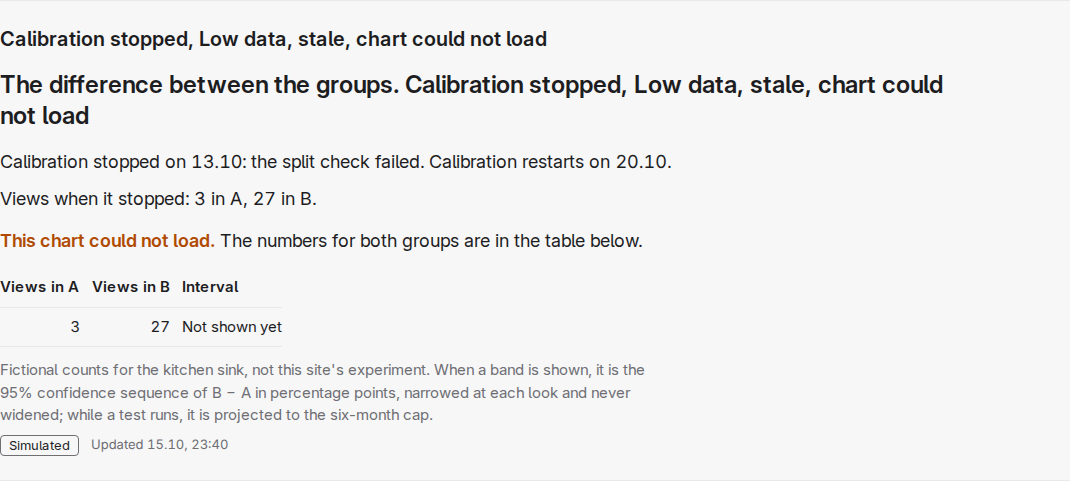 Calibration stopped, Low data, stale, chart could not load
The difference between the groups. Calibration stopped, Low data, stale, chart could
not load
Calibration stopped on 13.10: the split check failed. Calibration restarts on 20.10.
Views when it stopped: 3 in A, 27 in B.
This chart could not load. The numbers for both groups are in the table below.
Views in A Views in B Interval
3 27 Not shown yet
Fictional counts for the kitchen sink, not this site's experiment. When a band is shown, it is the
95% confidence sequence of B − A in percentage points, narrowed at each look and never
widened; while a test runs, it is projected to the six-month cap.
Simulated Updated 15.10, 23:40